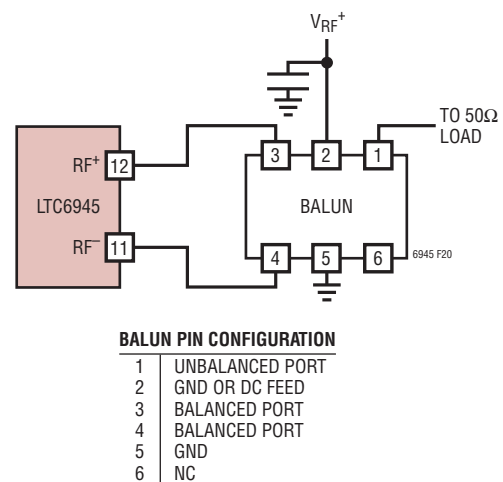 VRF+
TO 50Ω
LOAD
3 2 1
RF+ 12
LTC6945
BALUN
RF– 11
4 5 6
6945 F20
BALUN PIN CONFIGURATION
1 UNBALANCED PORT
2 GND OR DC FEED
3 BALANCED PORT
4 BALANCED PORT
5 GND
6 NC